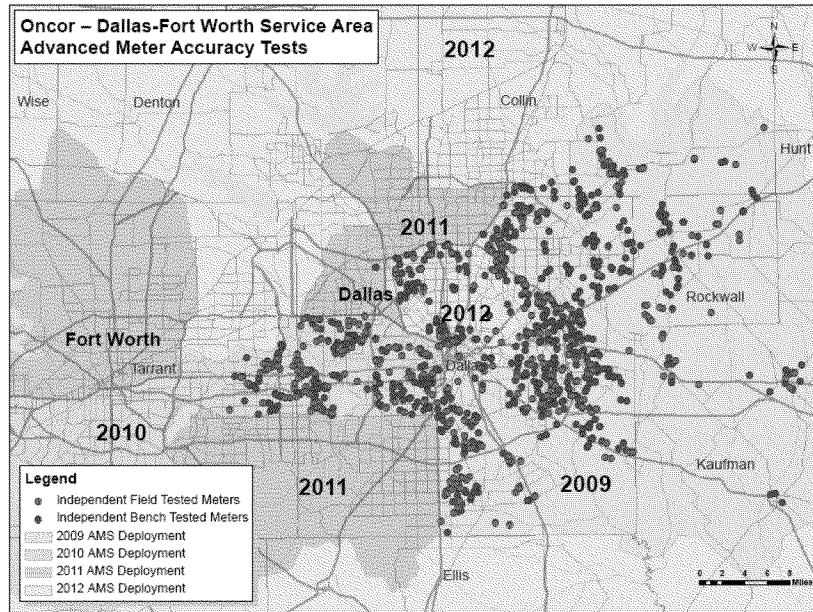 Oncor – Dallas-Fort Worth Service Area
Advanced Meter Accuracy Tests
2012
N
W E
S
Wise
Denton
Collin
Hunt
2011
Dallas
2012
Rockwall
Fort Worth
Tarrant
Dallas
2010
2011
2009
Kaufman
Ellis
Legend
Independent Field Tested Meters
Independent Bench Tested Meters
2009 AMS Deployment
2010 AMS Deployment
2011 AMS Deployment
2012 AMS Deployment
0
2
4
6
8
Miles